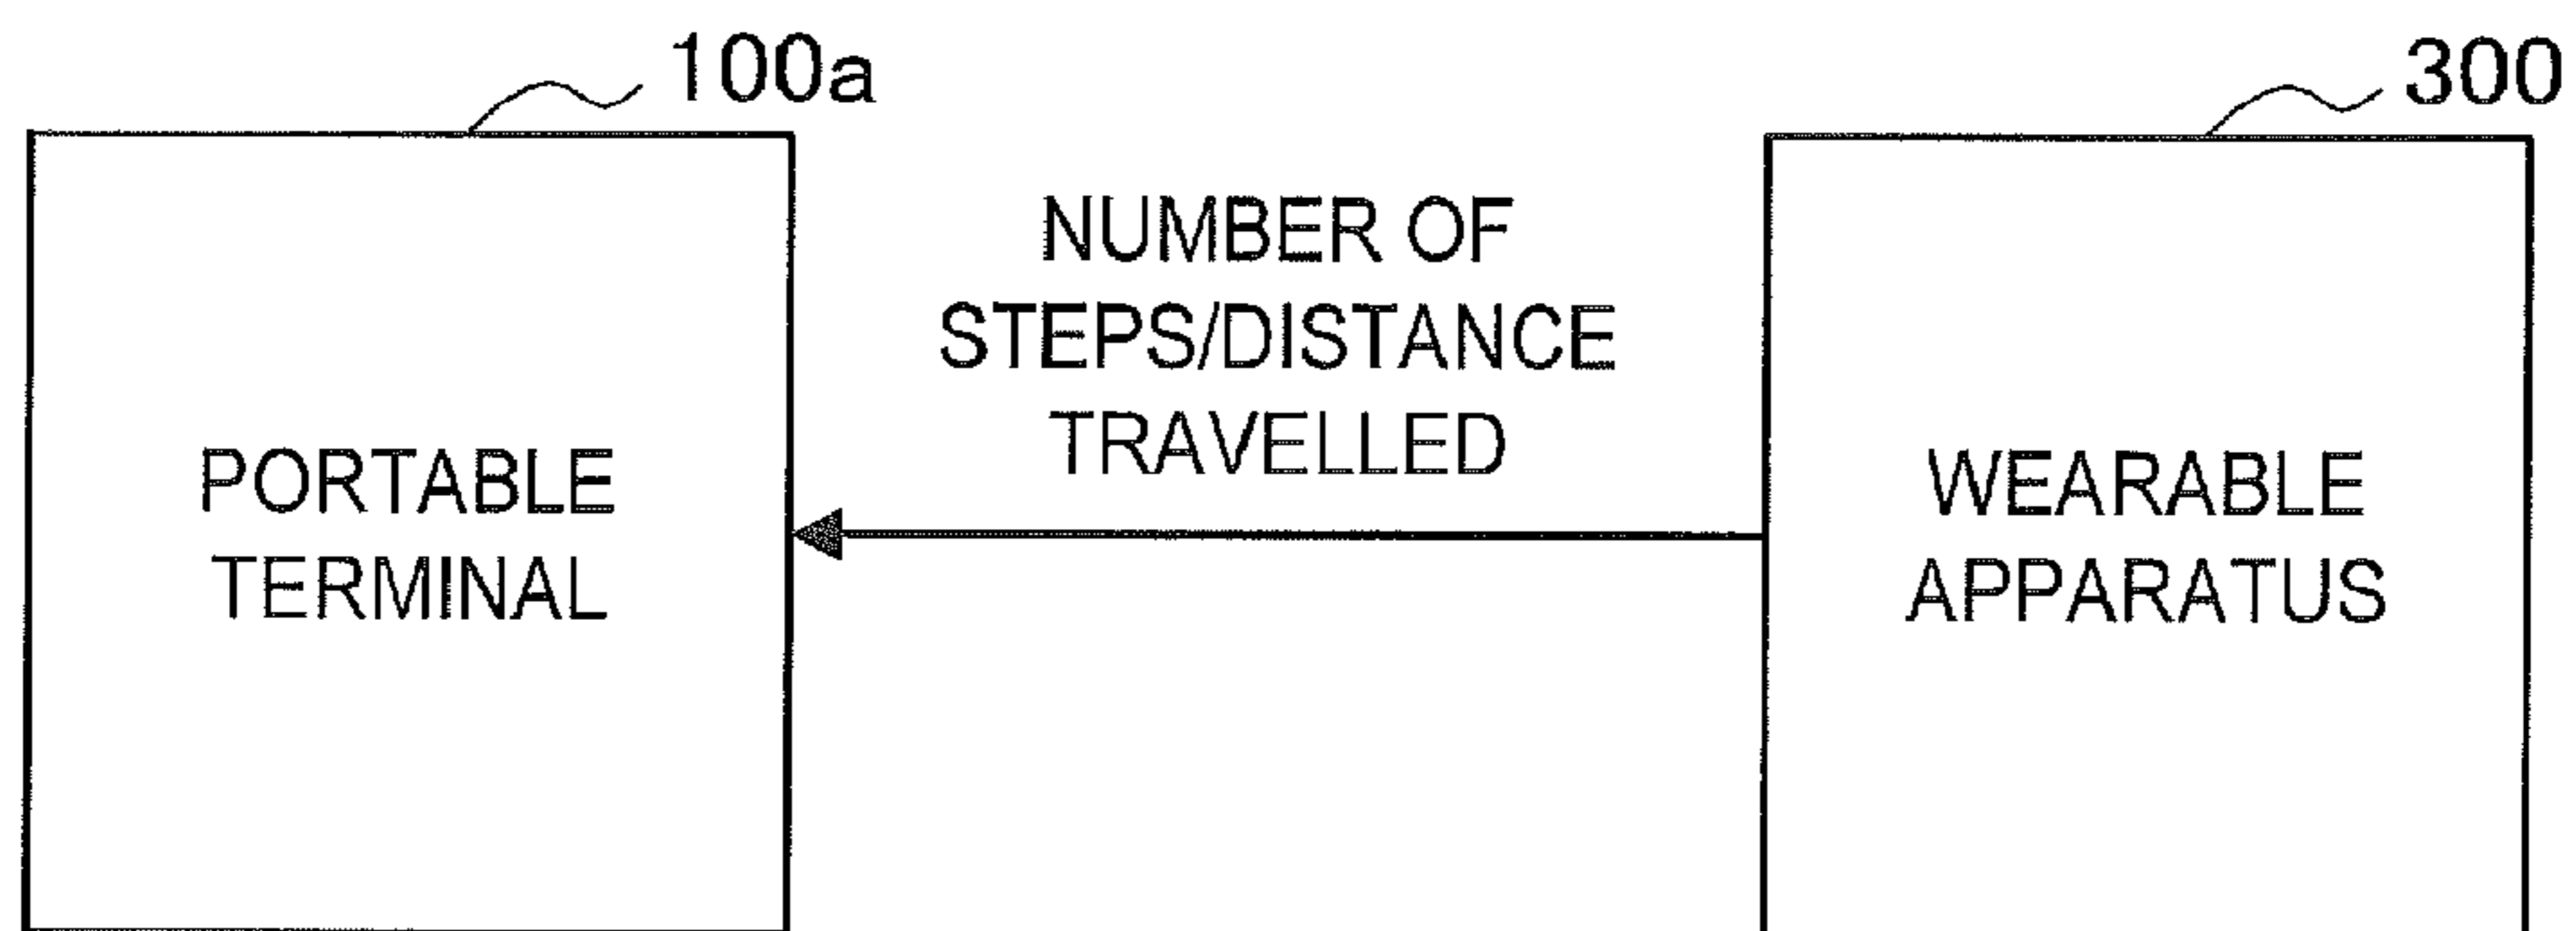 100a
300
NUMBER OF
STEPS/DISTANCE
TRAVELLED
PORTABLE
TERMINAL
WEARABLE
APPARATUS